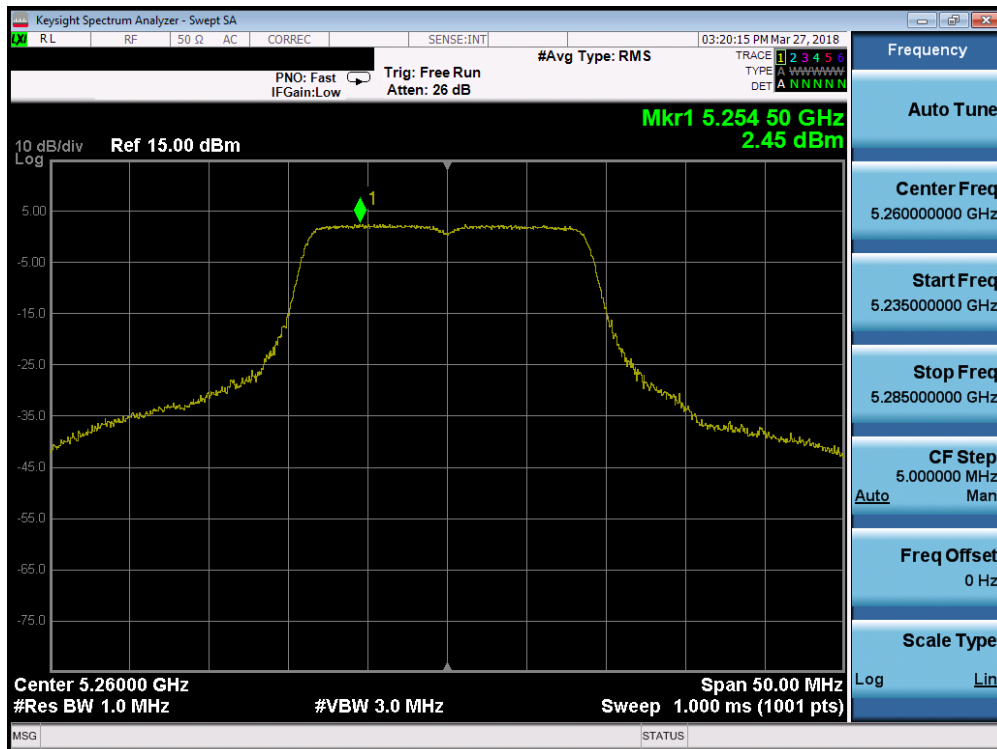 Keysight Spectrum Analyzer - Swept SA
LXI RL RF 50 Ω AC CORREC SENSE:INT 03:20:15 PM Mar 27, 2018
#Avg Type: RMS
TRACE 1 2 3 4 5 6
PNO: Fast Trig: Free Run TYPE A WWWWW
IFGain:Low Atten: 26 dB DET A N N N N N
Mkr1 5.254 50 GHz
2.45 dBm
10 dB/div Ref 15.00 dBm
Log
1
5.00
-5.00
-15.0
-25.0
-35.0
-45.0
-55.0
-65.0
-75.0
Center 5.26000 GHz Span 50.00 MHz
#Res BW 1.0 MHz #VBW 3.0 MHz Sweep 1.000 ms (1001 pts)
MSG STATUS
Frequency
Auto Tune
Center Freq
5.260000000 GHz
Start Freq
5.235000000 GHz
Stop Freq
5.285000000 GHz
CF Step
5.000000 MHz
Auto Man
Freq Offset
0 Hz
Scale Type
Log Lin